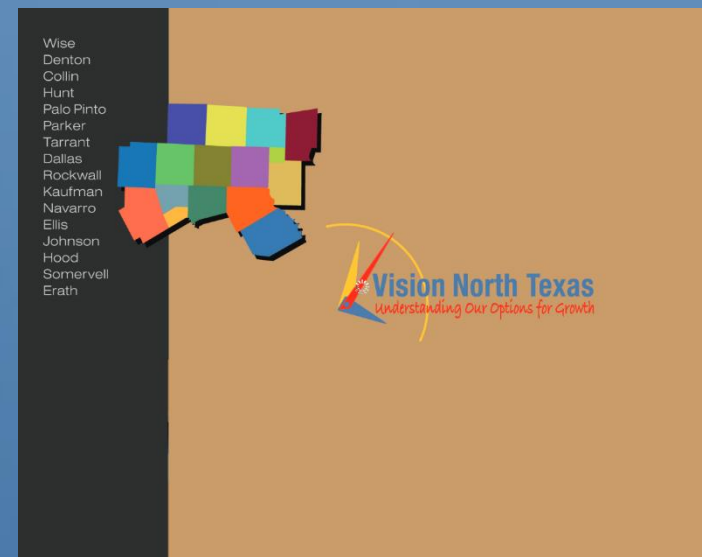 Wise
Denton
Collin
Hunt
Palo Pinto
Parker
Tarrant
Dallas
Rockwall
Kaufman
Navarro
Ellis
Johnson
Hood
Somervell
Erath
Vision North Texas
Understanding Our Options for Growth